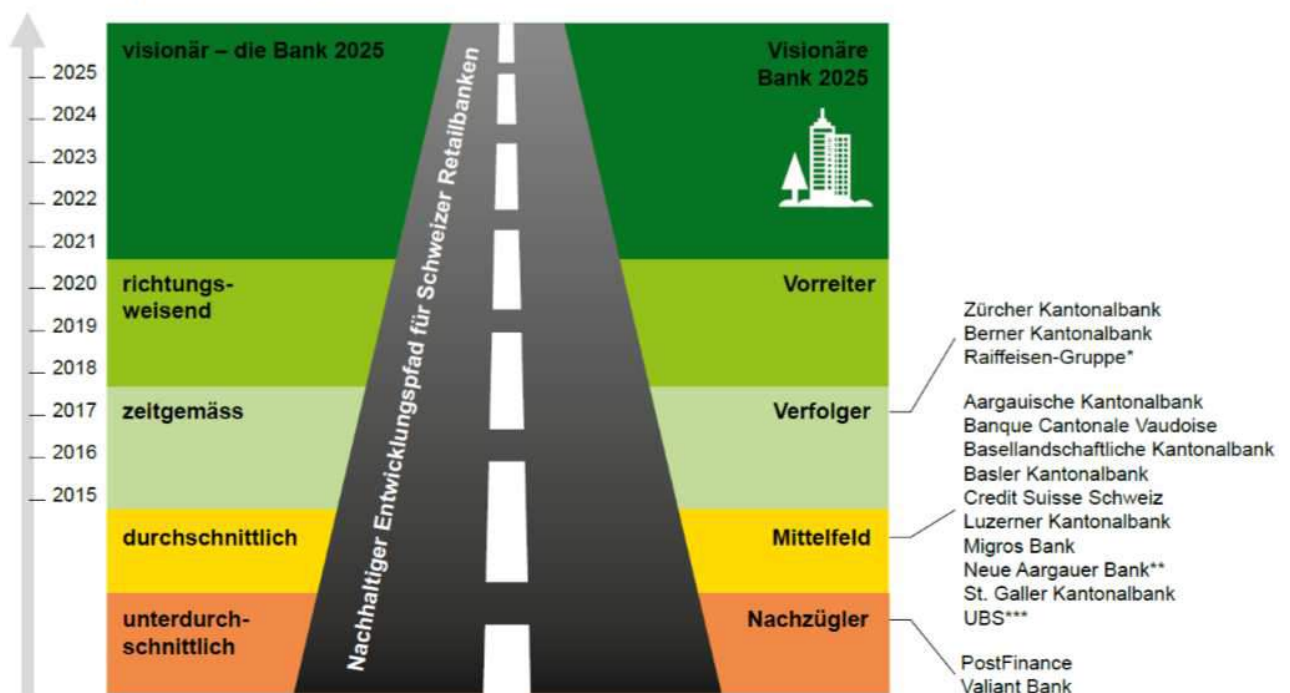 visionär – die Bank 2025
Visionäre
Bank 2025
2025
2024
2023
2022
2021
2020
2019
2018
2017
2016
2015
Nachhaltiger Entwicklungspfad für Schweizer Retailbanken
richtungs-
weisend
Vorreiter
zeitgemäss
Verfolger
durchschnittlich
Mittelfeld
unterdurch-
schnittlich
Nachzügler
Zürcher Kantonalbank
Berner Kantonalbank
Raiffeisen-Gruppe*
Aargauische Kantonalbank
Banque Cantonale Vaudoise
Basellandschaftliche Kantonalbank
Basler Kantonalbank
Credit Suisse Schweiz
Luzerner Kantonalbank
Migros Bank
Neue Aargauer Bank**
St. Galler Kantonalbank
UBS***
PostFinance
Valiant Bank